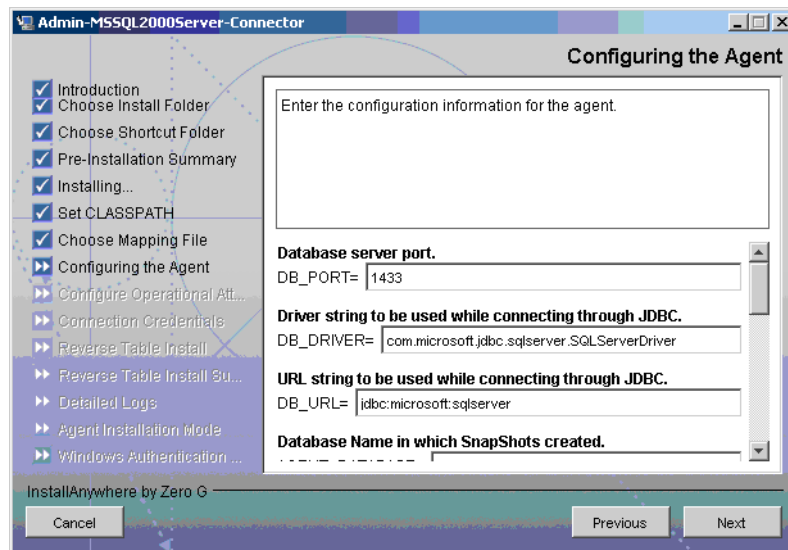 Admin-MSSQL2000Server-Connector
Configuring the Agent
Introduction
Choose Install Folder
Choose Shortcut Folder
Pre-Installation Summary
Installing...
Set CLASSPATH
Choose Mapping File
Configuring the Agent
Configure Operational Att...
Connection Credentials
Reverse Table Install
Reverse Table Install Su...
Detailed Logs
Agent Installation Mode
Windows Authentication ...
Enter the configuration information for the agent.
Database server port.
DB_PORT= 1433
Driver string to be used while connecting through JDBC.
DB_DRIVER= com.microsoft.jdbc.sqlserver.SQLServerDriver
URL string to be used while connecting through JDBC.
DB_URL= jdbc:microsoft:sqlserver
Database Name in which SnapShots created.
InstallAnywhere by Zero G
Cancel
Previous
Next